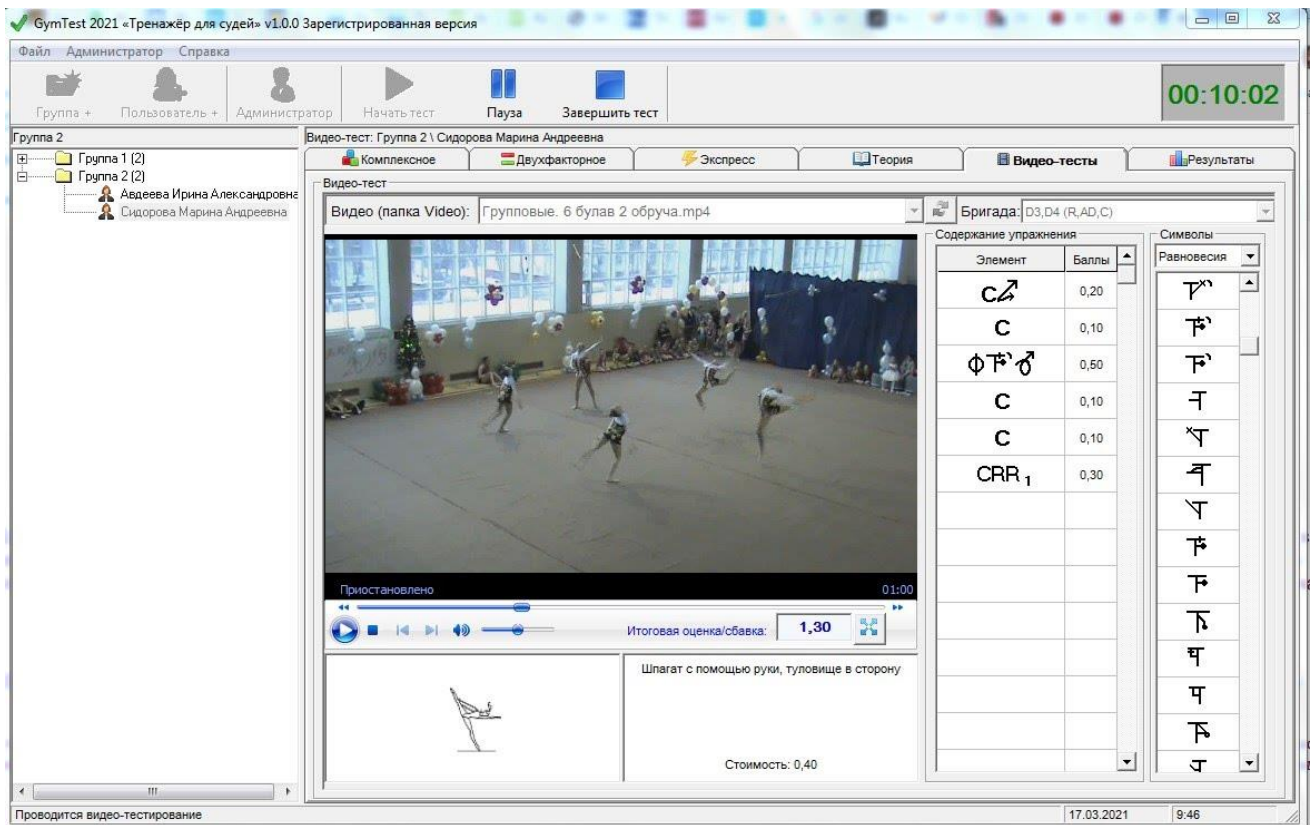 GymTest 2021 «Тренажёр для судей» v1.0.0 Зарегистрированная версия
Файл Администратор Справка
Группа + Пользователь + Администратор Начать тест Пауза Завершить тест
00:10:02
Группа 2
Группа 1 (2)
Группа 2 (2)
Авдеева Ирина Александровна
Сидорова Марина Андреевна
Видео-тест: Группа 2 \ Сидорова Марина Андреевна
Комплексное Двухфакторное Экспресс Теория Видео-тесты Результаты
Видео-тест
Видео (папка Video): Групповые. 6 булав 2 обруча.mp4 Бригада: D3,D4 (R,AD,C)
Приостановлено 01:00
Итоговая оценка/сбавка: 1,30
Шпагат с помощью руки, туловище в сторону
Стоимость: 0,40
Содержание упражнения
Элемент Баллы
C 0,20
C 0,10
0,50
C 0,10
C 0,10
CRR 1 0,30
Символы
Равновесия
Проводится видео-тестирование 17.03.2021 9:46